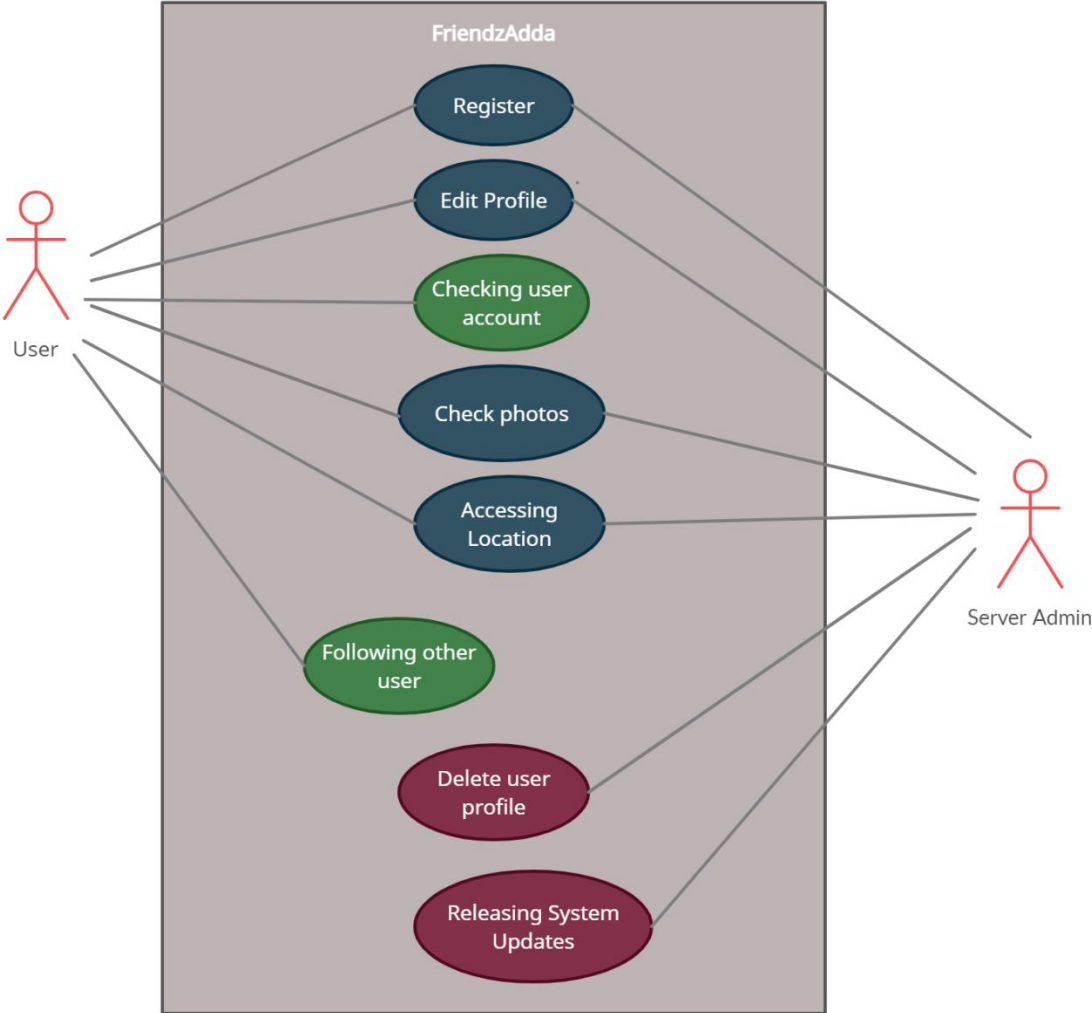 FriendzAdda
Register
Edit Profile
Checking user
account
User
Check photos
Accessing
Location
Server Admin
Following other
user
Delete user
profile
Releasing System
Updates